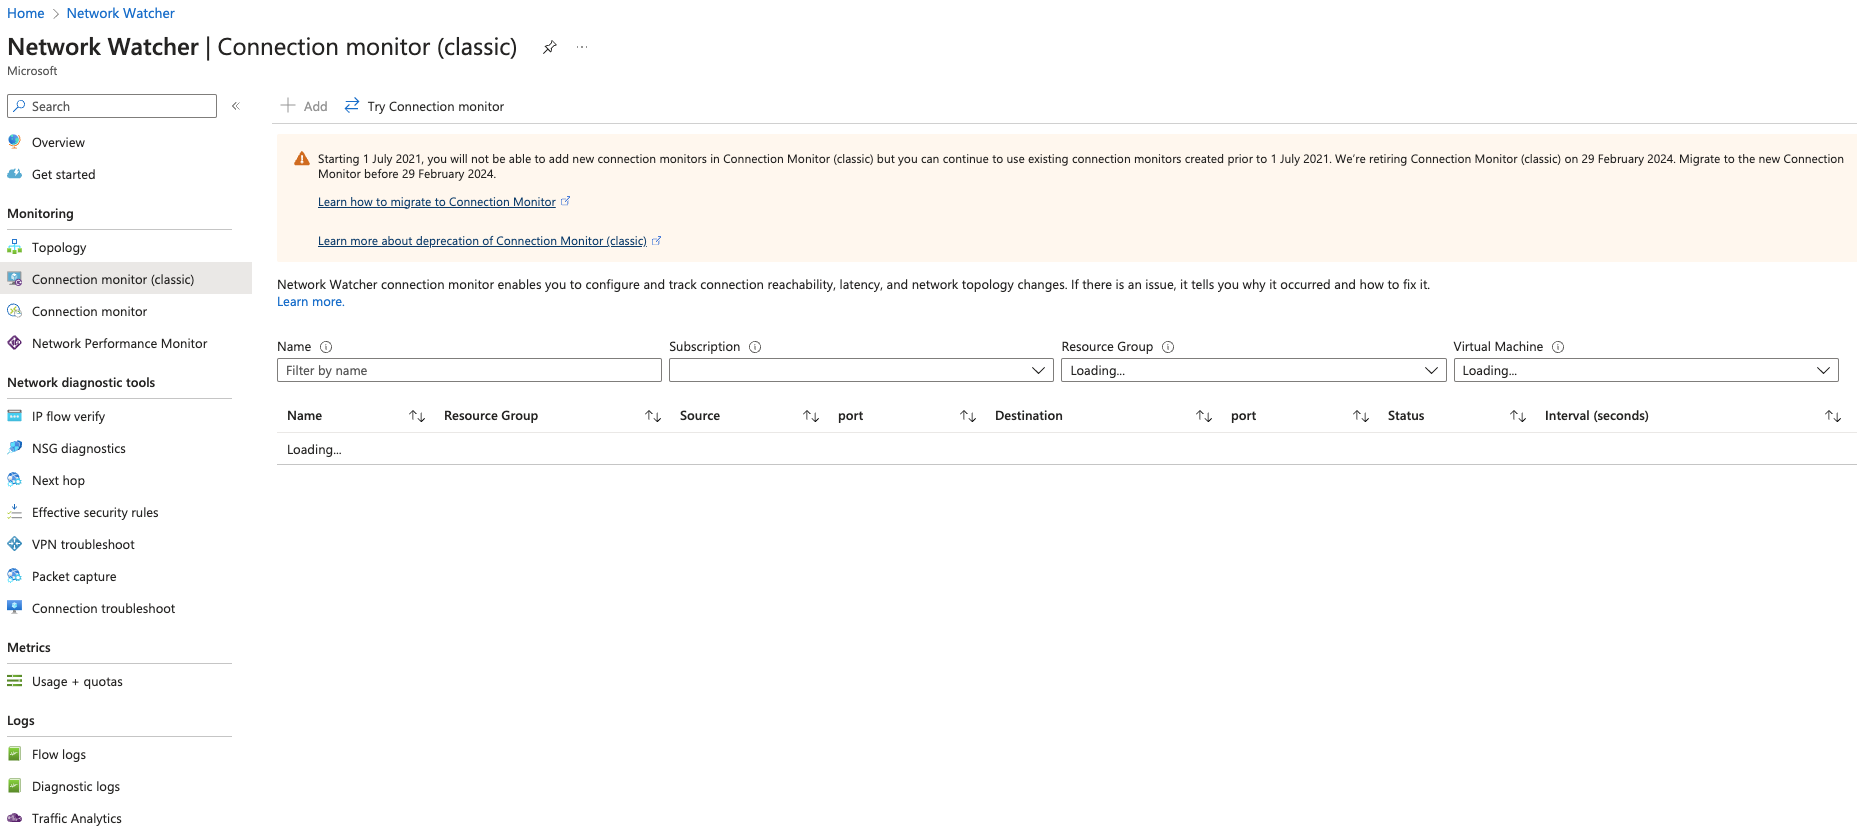 Home > Network Watcher
Network Watcher | Connection monitor (classic) ...
Microsoft
Search «
Overview
Get started
Monitoring
Topology
Connection monitor (classic)
Connection monitor
Network Performance Monitor
Network diagnostic tools
IP flow verify
NSG diagnostics
Next hop
Effective security rules
VPN troubleshoot
Packet capture
Connection troubleshoot
Metrics
Usage + quotas
Logs
Flow logs
Diagnostic logs
Traffic Analytics
Add Try Connection monitor
Starting 1 July 2021, you will not be able to add new connection monitors in Connection Monitor (classic) but you can continue to use existing connection monitors created prior to 1 July 2021. We're retiring Connection Monitor (classic) on 29 February 2024. Migrate to the new Connection
Monitor before 29 February 2024.
Learn how to migrate to Connection Monitor
Learn more about deprecation of Connection Monitor (classic)
Network Watcher connection monitor enables you to configure and track connection reachability, latency, and network topology changes. If there is an issue, it tells you why it occurred and how to fix it.
Learn more.
Name Subscription Resource Group Virtual Machine
Filter by name Loading... Loading...
Name Resource Group Source port Destination port Status Interval (seconds)
Loading...